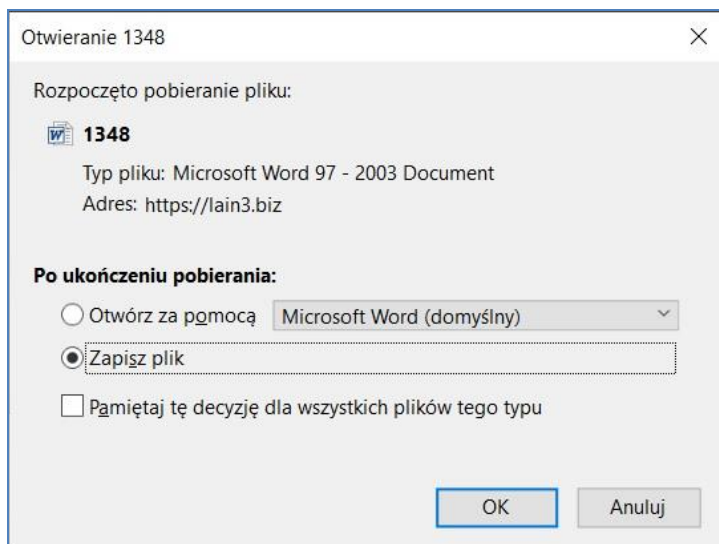 Otwieranie 1348
Rozpoczęto pobieranie pliku:
1348
Typ pliku: Microsoft Word 97 - 2003 Document
Adres: https://lain3.biz
Po ukończeniu pobierania:
Otwórz za pomocą Microsoft Word (domyślny)
Zapisz plik
Pamiętaj tę decyzję dla wszystkich plików tego typu
OK Anuluj